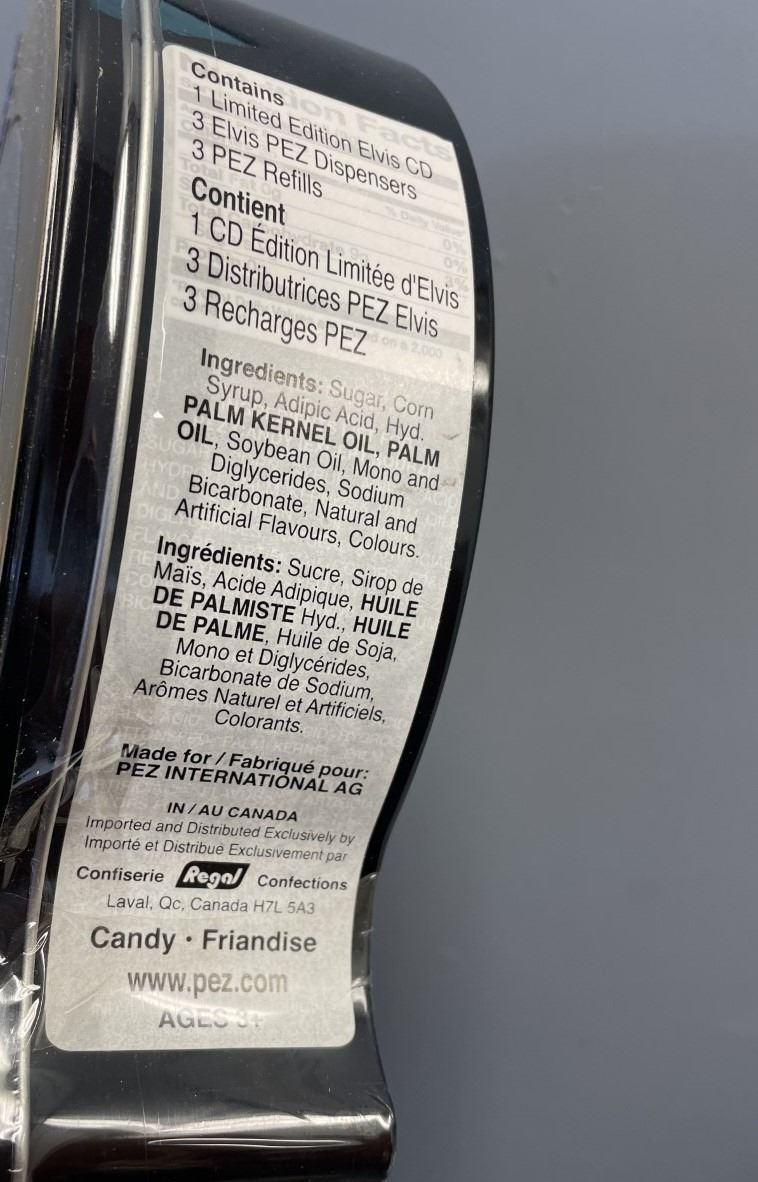 Contains
1 Limited Edition Elvis CD
3 Elvis PEZ Dispensers
3 PEZ Refills
Contient
1 CD Édition Limitée d'Elvis
3 Distributrices PEZ Elvis
3 Recharges PEZ
Ingredients: Sugar, Corn
Syrup, Adipic Acid, Hyd.
PALM KERNEL OIL, PALM
OIL, Soybean Oil, Mono and
Diglycerides, Sodium
Bicarbonate, Natural and
Artificial Flavours, Colours.
Ingrédients: Sucre, Sirop de
Maïs, Acide Adipique, HUILE
DE PALMISTE Hyd., HUILE
DE PALME, Huile de Soja,
Mono et Diglycérides,
Bicarbonate de Sodium,
Arômes Naturel et Artificiels,
Colorants.
Made for / Fabriqué pour:
PEZ INTERNATIONAL AG
IN / AU CANADA
Imported and Distributed Exclusively by
Importé et Distribué Exclusivement par
Confiserie Regal Confections
Laval, Qc, Canada H7L 5A3
Candy • Friandise
www.pez.com
AGES 3+